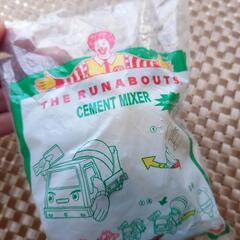 THE RUNABOUTS
CEMENT MIXER